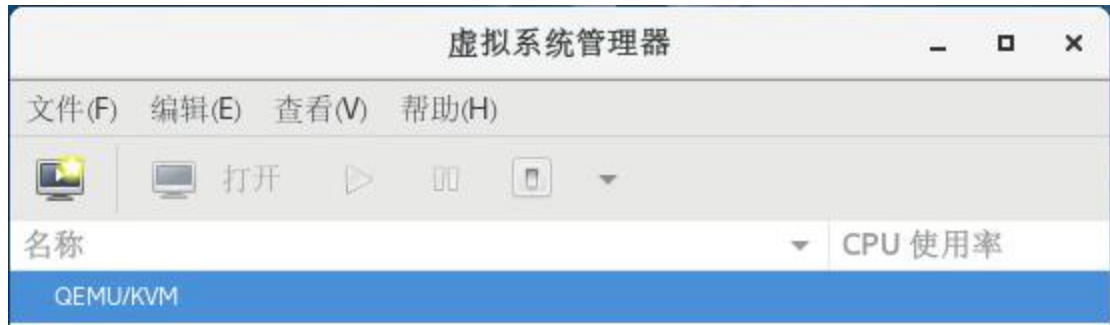 虚拟系统管理器
文件(F) 编辑(E) 查看(V) 帮助(H)
打开
名称 CPU 使用率
QEMU/KVM